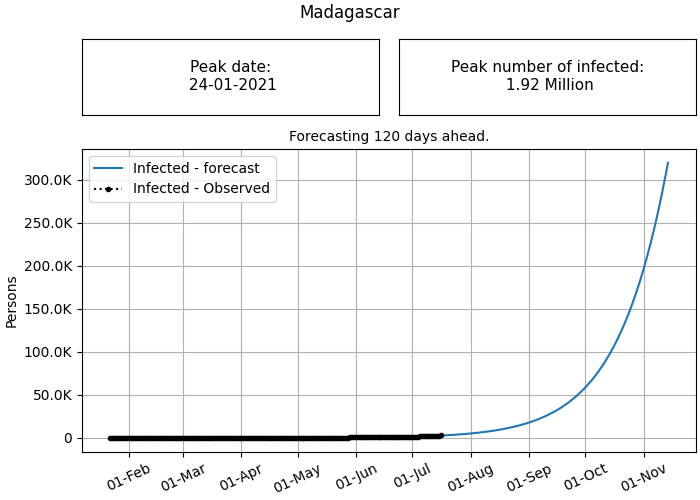 Madagascar
Peak date:
24-01-2021
Peak number of infected:
1.92 Million
Forecasting 120 days ahead.
Infected - forecast
Infected - Observed
Persons
300.0K
250.0K
200.0K
150.0K
100.0K
50.0K
0
01-Feb
01-Mar
01-Apr
01-May
01-Jun
01-Jul
01-Aug
01-Sep
01-Oct
01-Nov